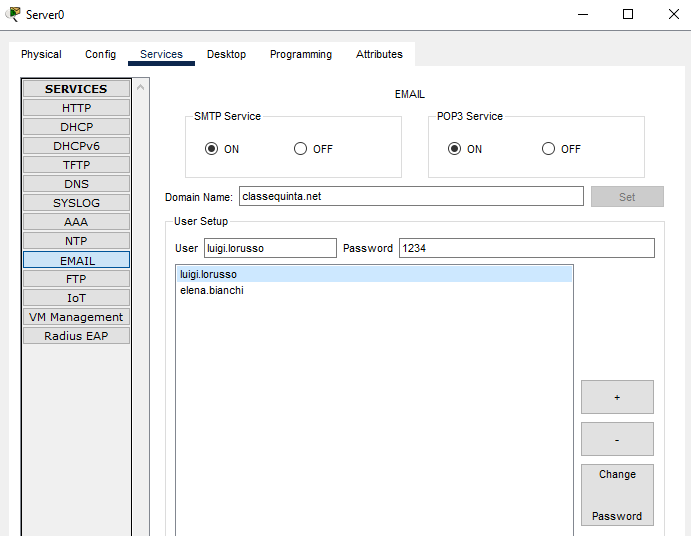 Server0
Physical Config Services Desktop Programming Attributes
SERVICES
HTTP
DHCP
DHCPv6
TFTP
DNS
SYSLOG
AAA
NTP
EMAIL
FTP
IoT
VM Management
Radius EAP
EMAIL
SMTP Service
ON OFF
POP3 Service
ON OFF
Domain Name: classequinta.net Set
User Setup
User luigi.lorusso Password 1234
luigi.lorusso
elena.bianchi
+
-
Change
Password